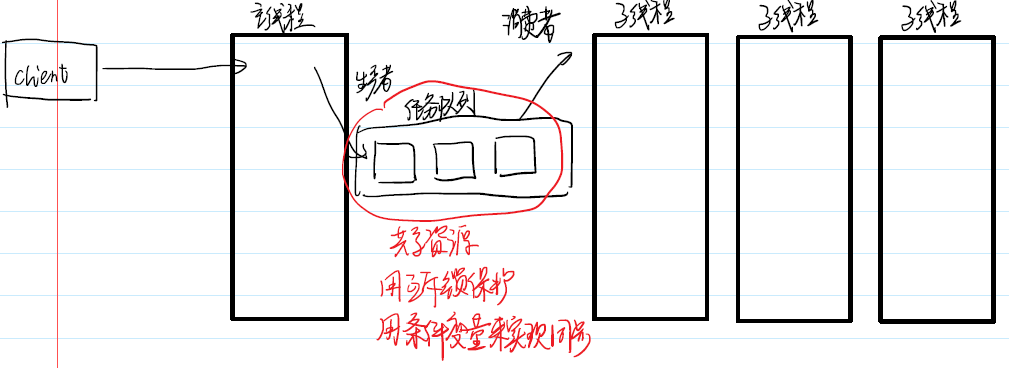 主线程
消费者
子线程
子线程
子线程
client
生产者
任务队列
共享资源
用互斥锁保护
用条件变量来实现同步